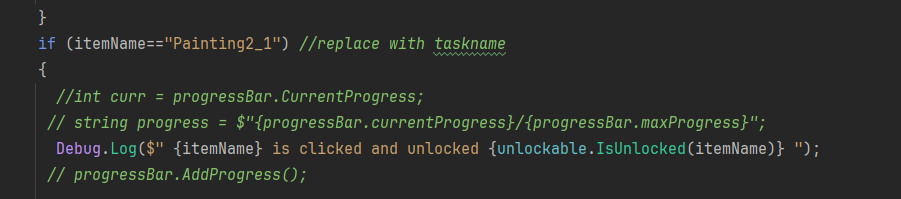 }
if (itemName=="Painting2_1") //replace with taskname
{
//int curr = progressBar.CurrentProgress;
// string progress = $"{progressBar.currentProgress}/{progressBar.maxProgress}";
Debug.Log($" {itemName} is clicked and unlocked {unlockable.IsUnlocked(itemName)} ");
// progressBar.AddProgress();